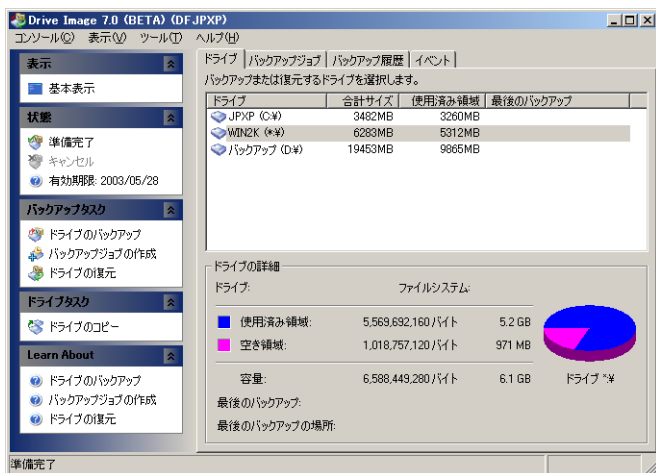 Drive Image 7.0 (BETA) (DFJPXP)
コンソール(C) 表示(V) ツール(T) ヘルプ(H)
表示
基本表示
状態
準備完了
キャンセル
有効期限: 2003/05/28
バックアップタスク
ドライブのバックアップ
バックアップジョブの作成
ドライブの復元
ドライブタスク
ドライブのコピー
Learn About
ドライブのバックアップ
バックアップジョブの作成
ドライブの復元
ドライブ バックアップジョブ バックアップ履歴 イベント
バックアップまたは復元するドライブを選択します。
ドライブ 合計サイズ 使用済み領域 最後のバックアップ
JPXP (C:¥) 3482MB 3260MB
WIN2K (*:¥) 6283MB 5312MB
バックアップ (D:¥) 19453MB 9865MB
ドライブの詳細
ドライブ: ファイルシステム:
使用済み領域: 5,569,692,160 バイト 5.2 GB
空き領域: 1,018,757,120 バイト 971 MB
容量: 6,588,449,280 バイト 6.1 GB
ドライブ *:¥
最後のバックアップ:
最後のバックアップの場所:
準備完了